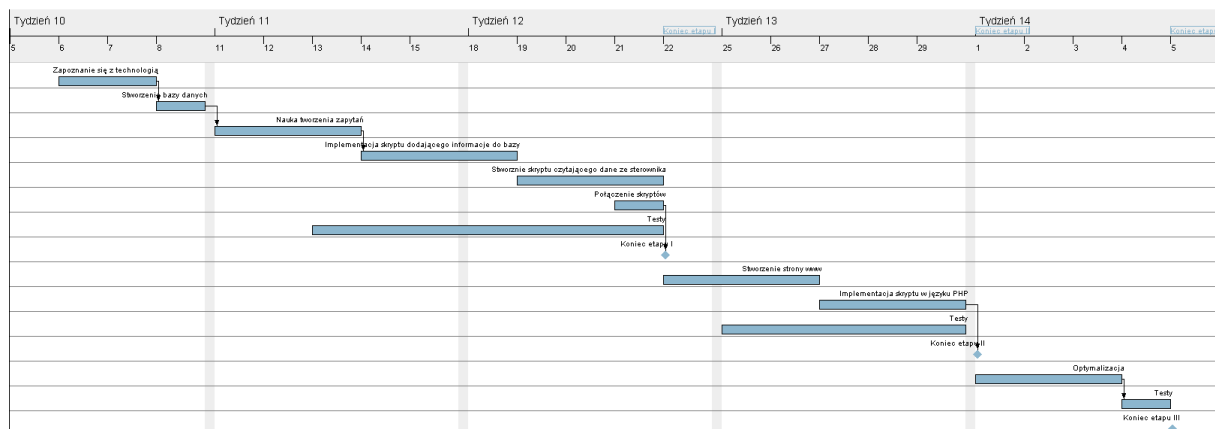 Tydzień 10 Tydzień 11 Tydzień 12 Tydzień 13 Tydzień 14
Koniec etapu I Koniec etapu II Koniec etapu
5 6 7 8 11 12 13 14 15 18 19 20 21 22 25 26 27 28 29 1 2 3 4 5
Zapoznanie się z technologią
Stworzenie bazy danych
Nauka tworzenia zapytań
Implementacja skryptu dodającego informacje do bazy
Stworznie skryptu czytającego dane ze sterownika
Połączenie skryptów
Testy
Koniec etapu I
Stworzenie strony www
Implementacja skryptu w języku PHP
Testy
Koniec etapu II
Optymalizacja
Testy
Koniec etapu III